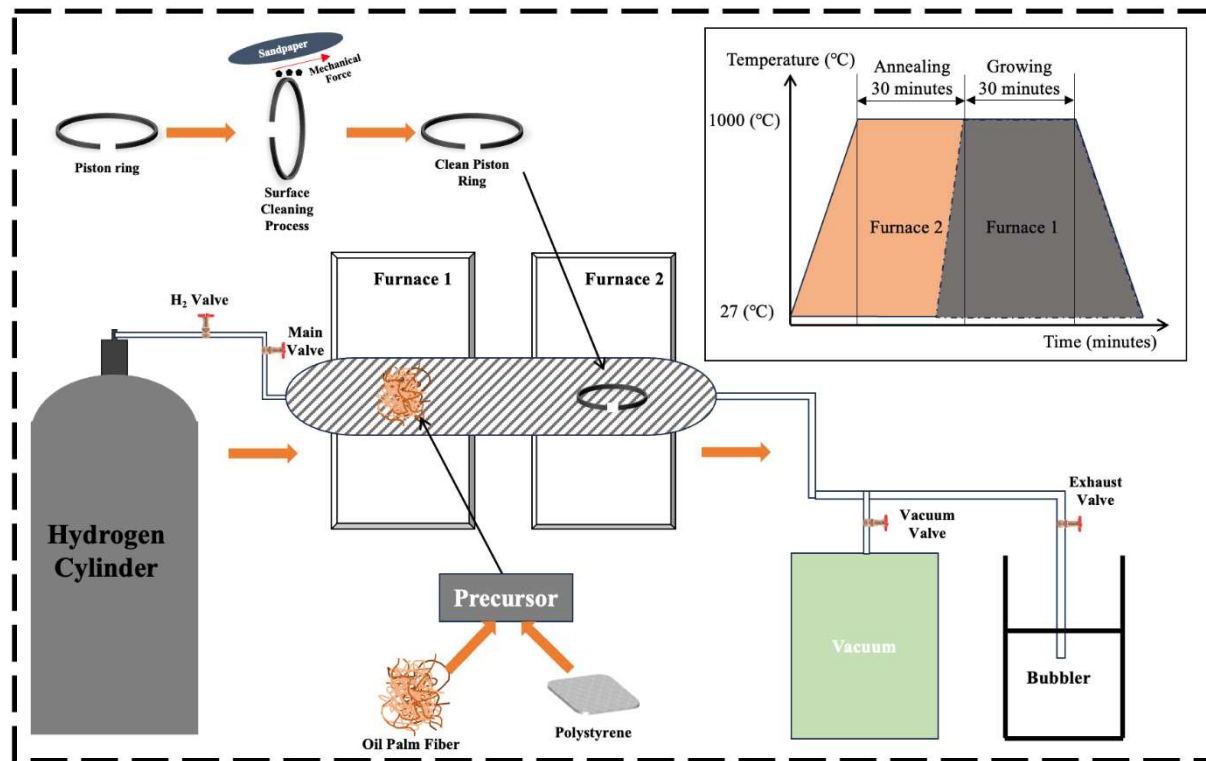 Sandpaper
Mechanical
Force
Piston ring
Surface
Cleaning
Process
Clean Piston
Ring
Temperature (℃)
Annealing
30 minutes
Growing
30 minutes
1000 (℃)
Furnace 2
Furnace 1
27 (℃)
Time (minutes)
Furnace 1
Furnace 2
H₂ Valve
Main
Valve
Hydrogen
Cylinder
Precursor
Oil Palm Fiber
Polystyrene
Vacuum
Valve
Exhaust
Valve
Vacuum
Bubbler